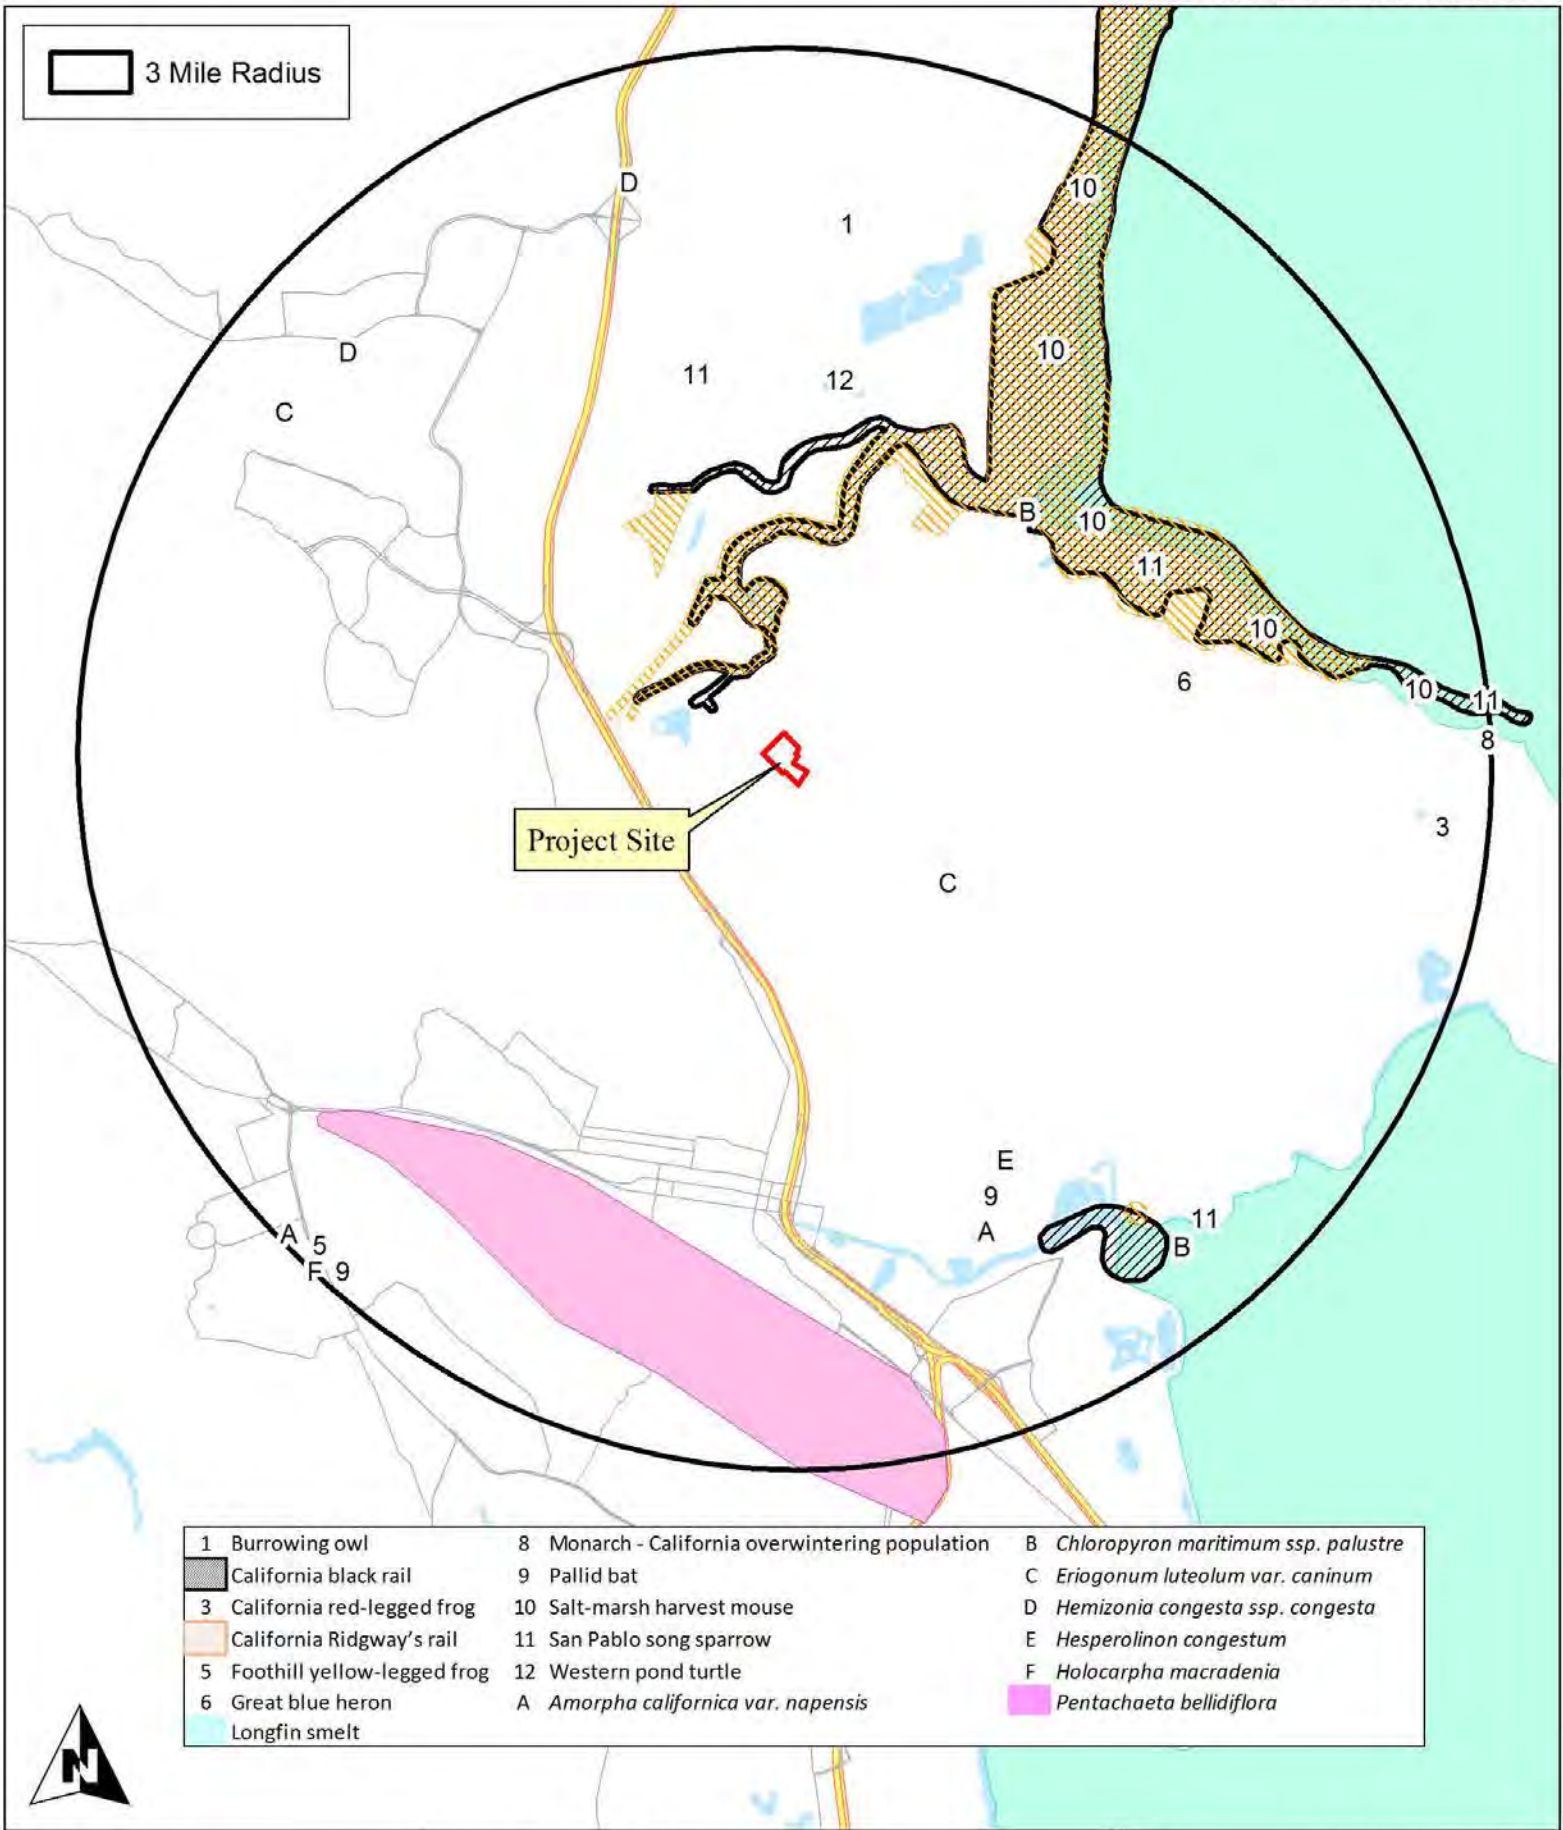 3 Mile Radius
10
D
1
10
D
11
12
C
B
10
11
10
6
10
11
8
Project Site
3
C
E
9
A
11
B
A
5
F
9
1 Burrowing owl
California black rail
3 California red-legged frog
California Ridgway's rail
5 Foothill yellow-legged frog
6 Great blue heron
Longfin smelt
8 Monarch - California overwintering population
9 Pallid bat
10 Salt-marsh harvest mouse
11 San Pablo song sparrow
12 Western pond turtle
A Amorpha californica var. napensis
B Chloropyron maritimum ssp. palustre
C Eriogonum luteolum var. caninum
D Hemizonia congesta ssp. congesta
E Hesperolinon congestum
F Holocarpha macradenia
Pentachaeta bellidiflora
N